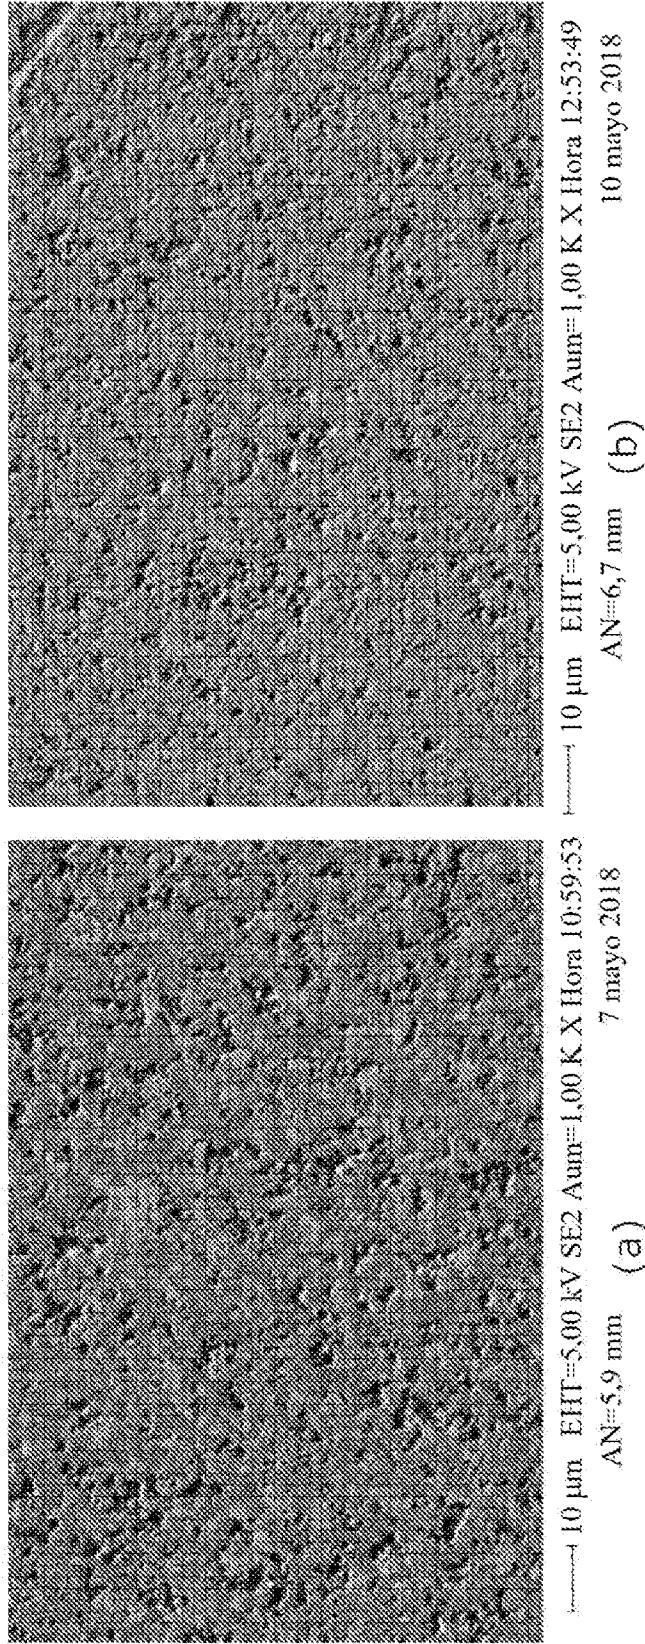 10 µm EHT=5,00 kV SE2 Aum=1,00 K X Hora 10:59:53
AN=5,9 mm 7 mayo 2018
(a)
10 µm EHT=5,00 kV SE2 Aum=1,00 K X Hora 12:53:49
AN=6,7 mm 10 mayo 2018
(b)